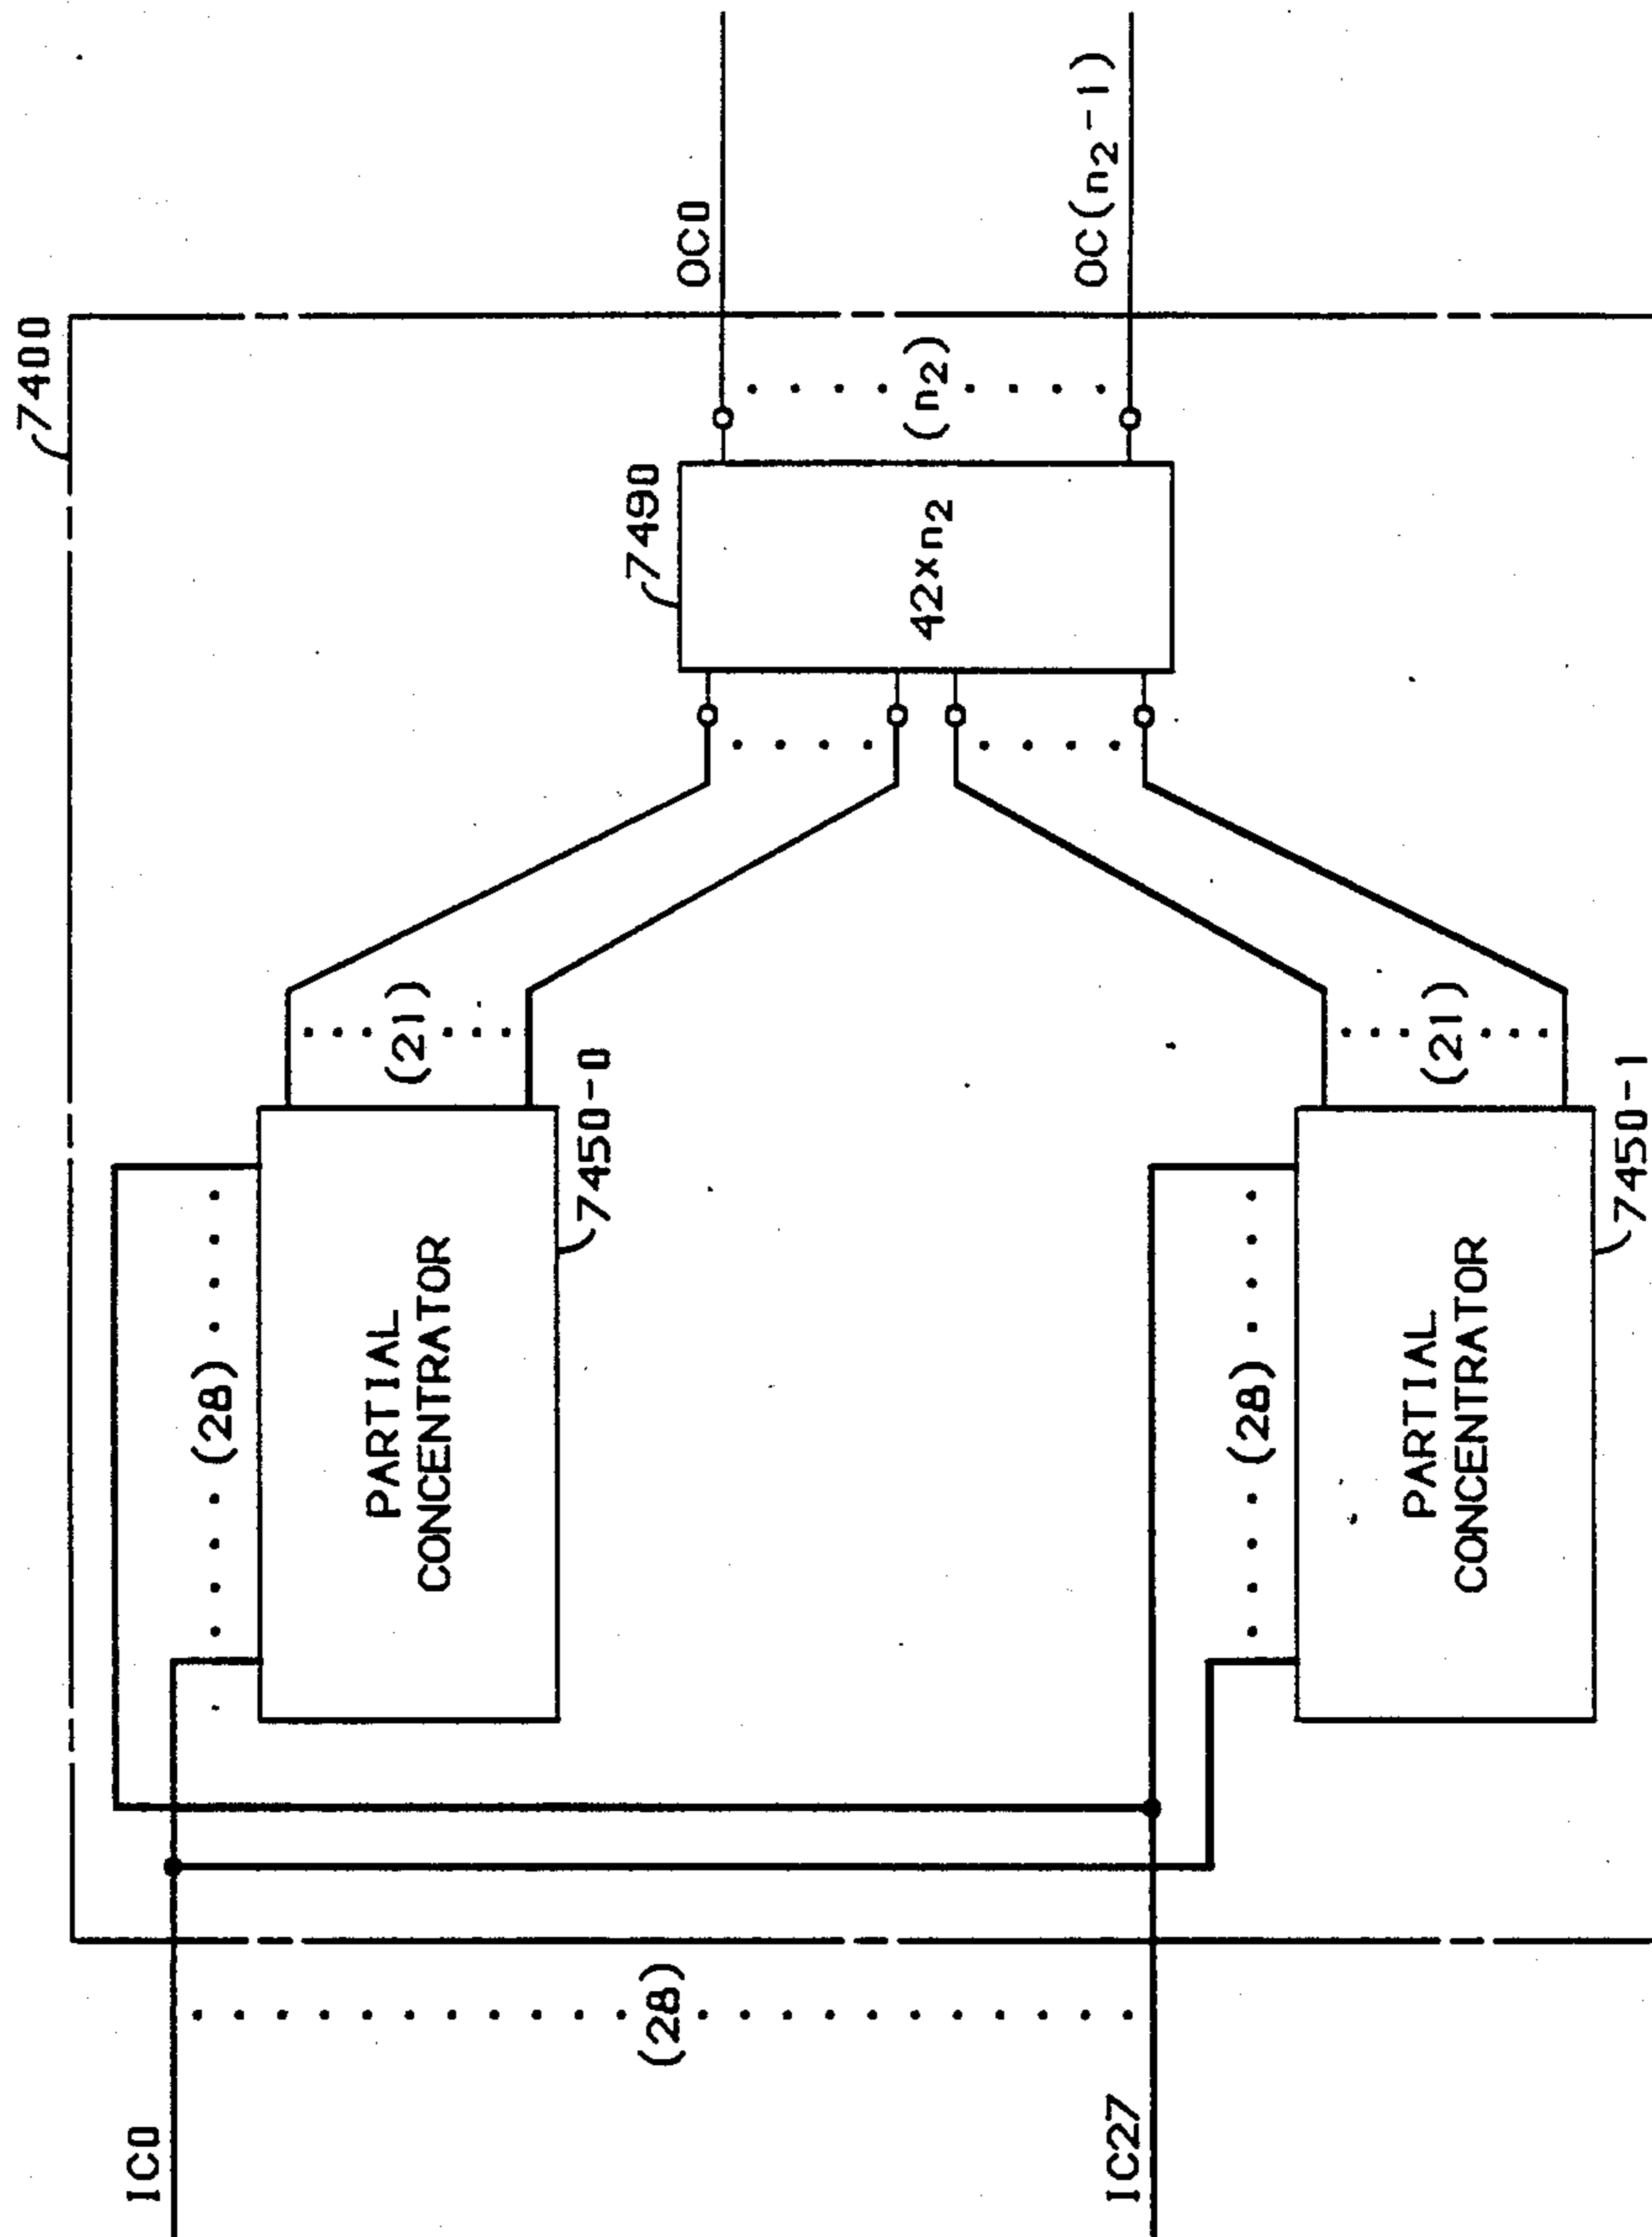 7400
IC0
(28)
IC27
(28)
PARTIAL
CONCENTRATOR
7450-0
(21)
(28)
PARTIAL
CONCENTRATOR
7450-1
(21)
7490
42xn₂
(n₂)
OC0
OC(n₂-1)